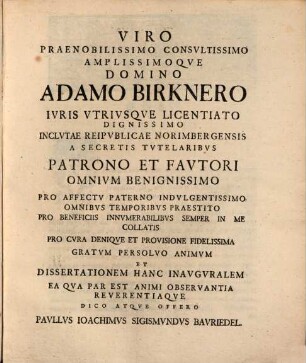 VIRO
PRAENOBILISSIMO CONSVLTISSIMO
AMPLISSIMOQVE
DOMINO
ADAMO BIRKNERO
IVRIS VTRIVSQVE LICENTIATO
DIGNISSIMO
INCLVTAE REIPVBLICAE NORIMBERGENSIS
A SECRETIS TVTELARIBVS
PATRONO ET FAVTORI
OMNIVM BENIGNISSIMO
PRO AFFECTV PATERNO INDVLGENTISSIMO
OMNIBVS TEMPORIBVS PRAESTITO
PRO BENEFICIIS INNVMERABILIBVS SEMPER IN ME
COLLATIS
PRO CVRA DENIQVE ET PROVISIONE FIDELISSIMA
GRATVM PERSOLVO ANIMVM
ET
DISSERTATIONEM HANC INAVGVRALEM
EA QVA PAR EST ANIMI OBSERVANTIA
REVERENTIAQVE
DICO ATQVE OFFERO
PAVLLVS IOACHIMVS SIGISMVNDVS BAVRIEDEL.